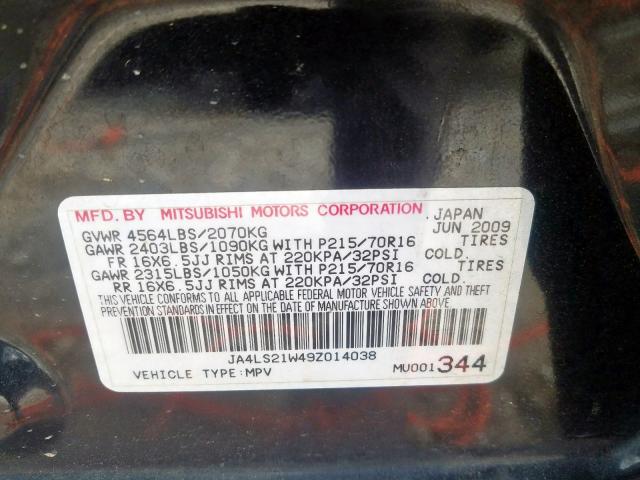 MFD. BY MITSUBISHI MOTORS CORPORATION, JAPAN
GVWR 4564LBS/2070KG JUN 2009
GAWR 2403LBS/1090KG WITH P215/70R16 TIRES
FR 16X6.5JJ RIMS AT 220KPA/32PSI COLD.
GAWR 2315LBS/1050KG WITH P215/70R16 TIRES
RR 16X6.5JJ RIMS AT 220KPA/32PSI COLD.
THIS VEHICLE CONFORMS TO ALL APPLICABLE FEDERAL MOTOR VEHICLE SAFETY AND THEFT
PREVENTION STANDARDS IN EFFECT ON THE DATE OF MANUFACTURE SHOWN ABOVE.
JA4LS21W49Z014038
VEHICLE TYPE:MPV MU001344